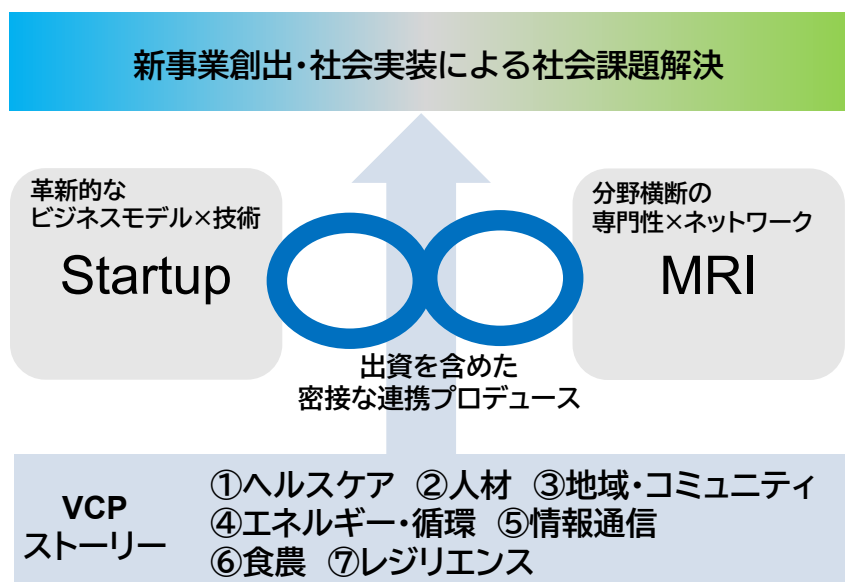 新事業創出・社会実装による社会課題解決
革新的な
ビジネスモデル×技術
Startup
分野横断の
専門性×ネットワーク
MRI
出資を含めた
密接な連携プロデュース
VCP
ストーリー
①ヘルスケア ②人材 ③地域・コミュニティ
④エネルギー・循環 ⑤情報通信
⑥食農 ⑦レジリエンス